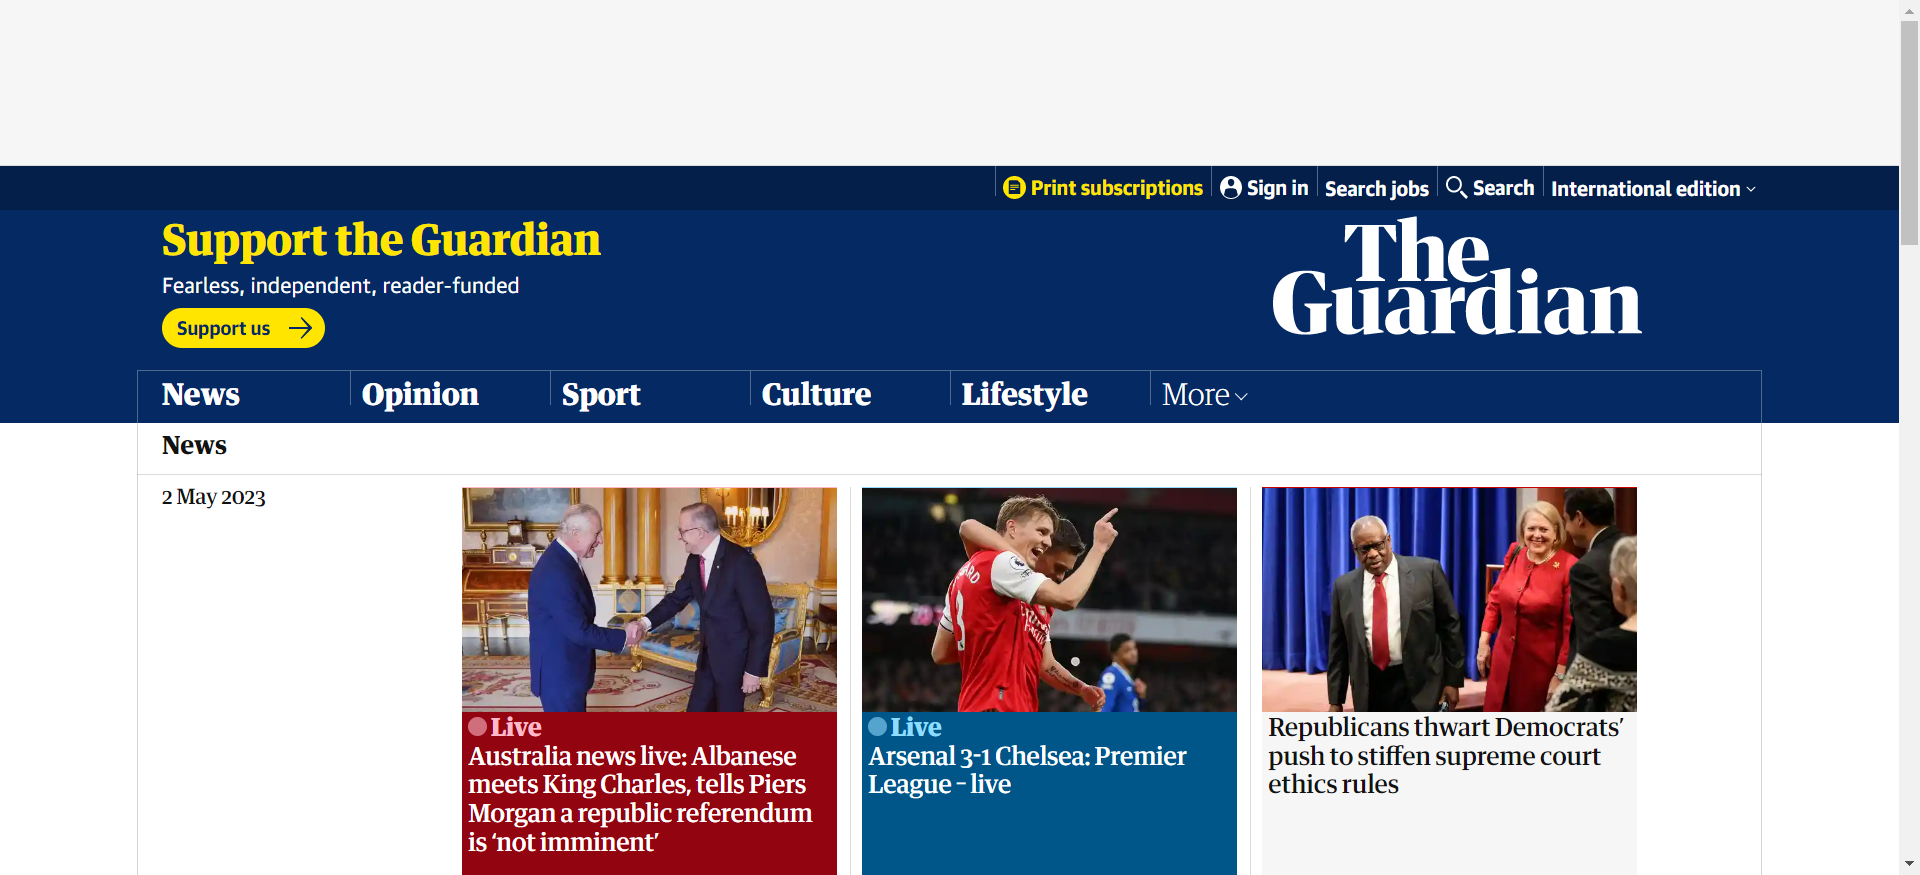 Print subscriptions
Sign in
Search jobs
Search
International edition
Support the Guardian
Fearless, independent, reader-funded
Support us
The
Guardian
News
Opinion
Sport
Culture
Lifestyle
More
News
2 May 2023
Live
Australia news live: Albanese
meets King Charles, tells Piers
Morgan a republic referendum
is ‘not imminent’
Live
Arsenal 3-1 Chelsea: Premier
League – live
Republicans thwart Democrats’
push to stiffen supreme court
ethics rules